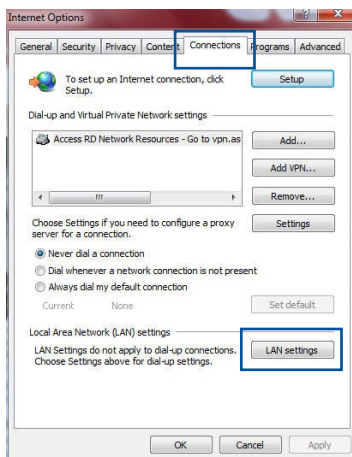 Internet Options
General Security Privacy Content Connections Programs Advanced
To set up an Internet connection, click
Setup.
Setup
Dial-up and Virtual Private Network settings
Access RD Network Resources - Go to vpn.as
Add...
Add VPN...
Remove...
Choose Settings if you need to configure a proxy
server for a connection.
Settings
Never dial a connection
Dial whenever a network connection is not present
Always dial my default connection
Current None
Set default
Local Area Network (LAN) settings
LAN Settings do not apply to dial-up connections.
Choose Settings above for dial-up settings.
LAN settings
OK Cancel Apply